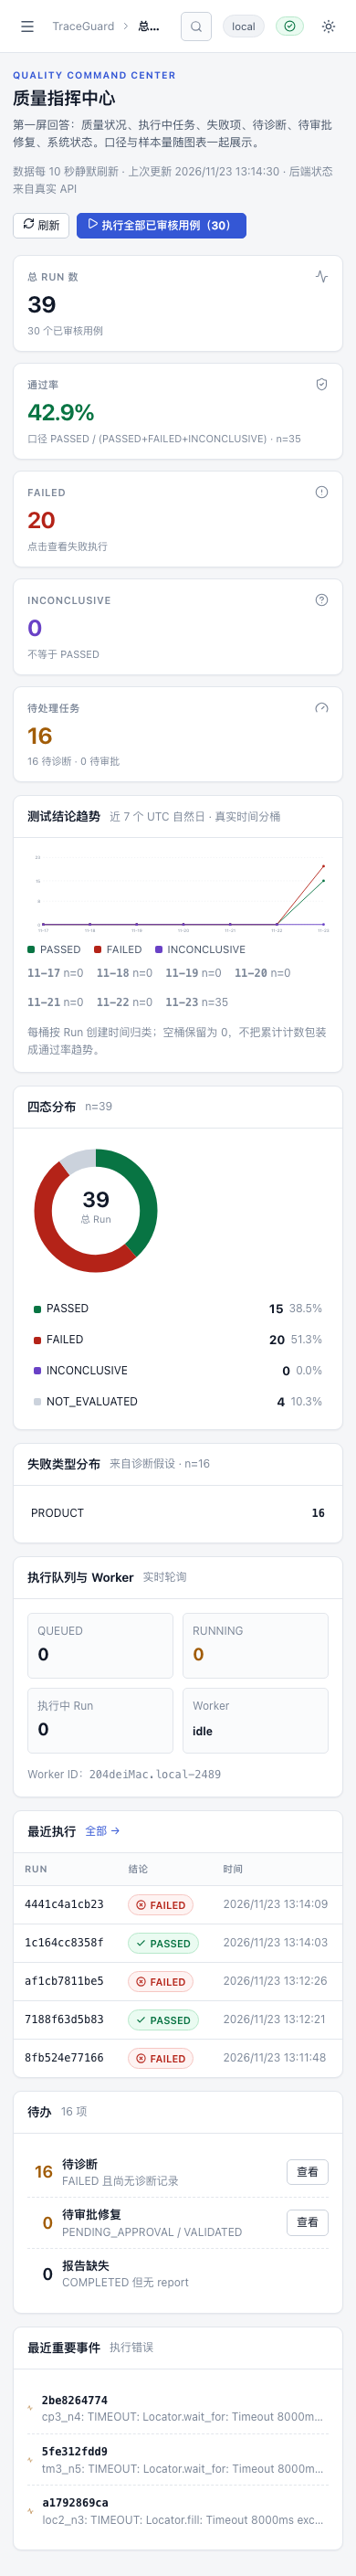 TraceGuard > 总...
local
QUALITY COMMAND CENTER
质量指挥中心
第一屏回答：质量状况、执行中任务、失败项、待诊断、待审批
修复、系统状态。口径与样本量随图表一起展示。
数据每 10 秒静默刷新 · 上次更新 2026/11/23 13:14:30 · 后端状态
来自真实 API
刷新
执行全部已审核用例（30）
总 RUN 数
39
30 个已审核用例
通过率
42.9%
口径 PASSED / (PASSED+FAILED+INCONCLUSIVE) · n=35
FAILED
20
点击查看失败执行
INCONCLUSIVE
0
不等于 PASSED
待处理任务
16
16 待诊断 · 0 待审批
测试结论趋势 近 7 个 UTC 自然日 · 真实时间分桶
PASSED FAILED INCONCLUSIVE
11-17 n=0 11-18 n=0 11-19 n=0 11-20 n=0
11-21 n=0 11-22 n=0 11-23 n=35
每桶按 Run 创建时间归类；空桶保留为 0，不把累计计数包装
成通过率趋势。
四态分布 n=39
39
总 Run
PASSED 15 38.5%
FAILED 20 51.3%
INCONCLUSIVE 0 0.0%
NOT_EVALUATED 4 10.3%
失败类型分布 来自诊断假设 · n=16
PRODUCT 16
执行队列与 Worker 实时轮询
QUEUED
0
RUNNING
0
执行中 Run
0
Worker
idle
Worker ID：204deiMac.local-2489
最近执行 全部 →
RUN 结论 时间
4441c4a1cb23 FAILED 2026/11/23 13:14:09
1c164cc8358f PASSED 2026/11/23 13:14:03
af1cb7811be5 FAILED 2026/11/23 13:12:26
7188f63d5b83 PASSED 2026/11/23 13:12:21
8fb524e77166 FAILED 2026/11/23 13:11:48
待办 16 项
16 待诊断 查看
FAILED 且尚无诊断记录
0 待审批修复 查看
PENDING_APPROVAL / VALIDATED
0 报告缺失
COMPLETED 但无 report
最近重要事件 执行错误
2be8264774
cp3_n4: TIMEOUT: Locator.wait_for: Timeout 8000m...
5fe312fdd9
tm3_n5: TIMEOUT: Locator.wait_for: Timeout 8000m...
a1792869ca
loc2_n3: TIMEOUT: Locator.fill: Timeout 8000ms exc...